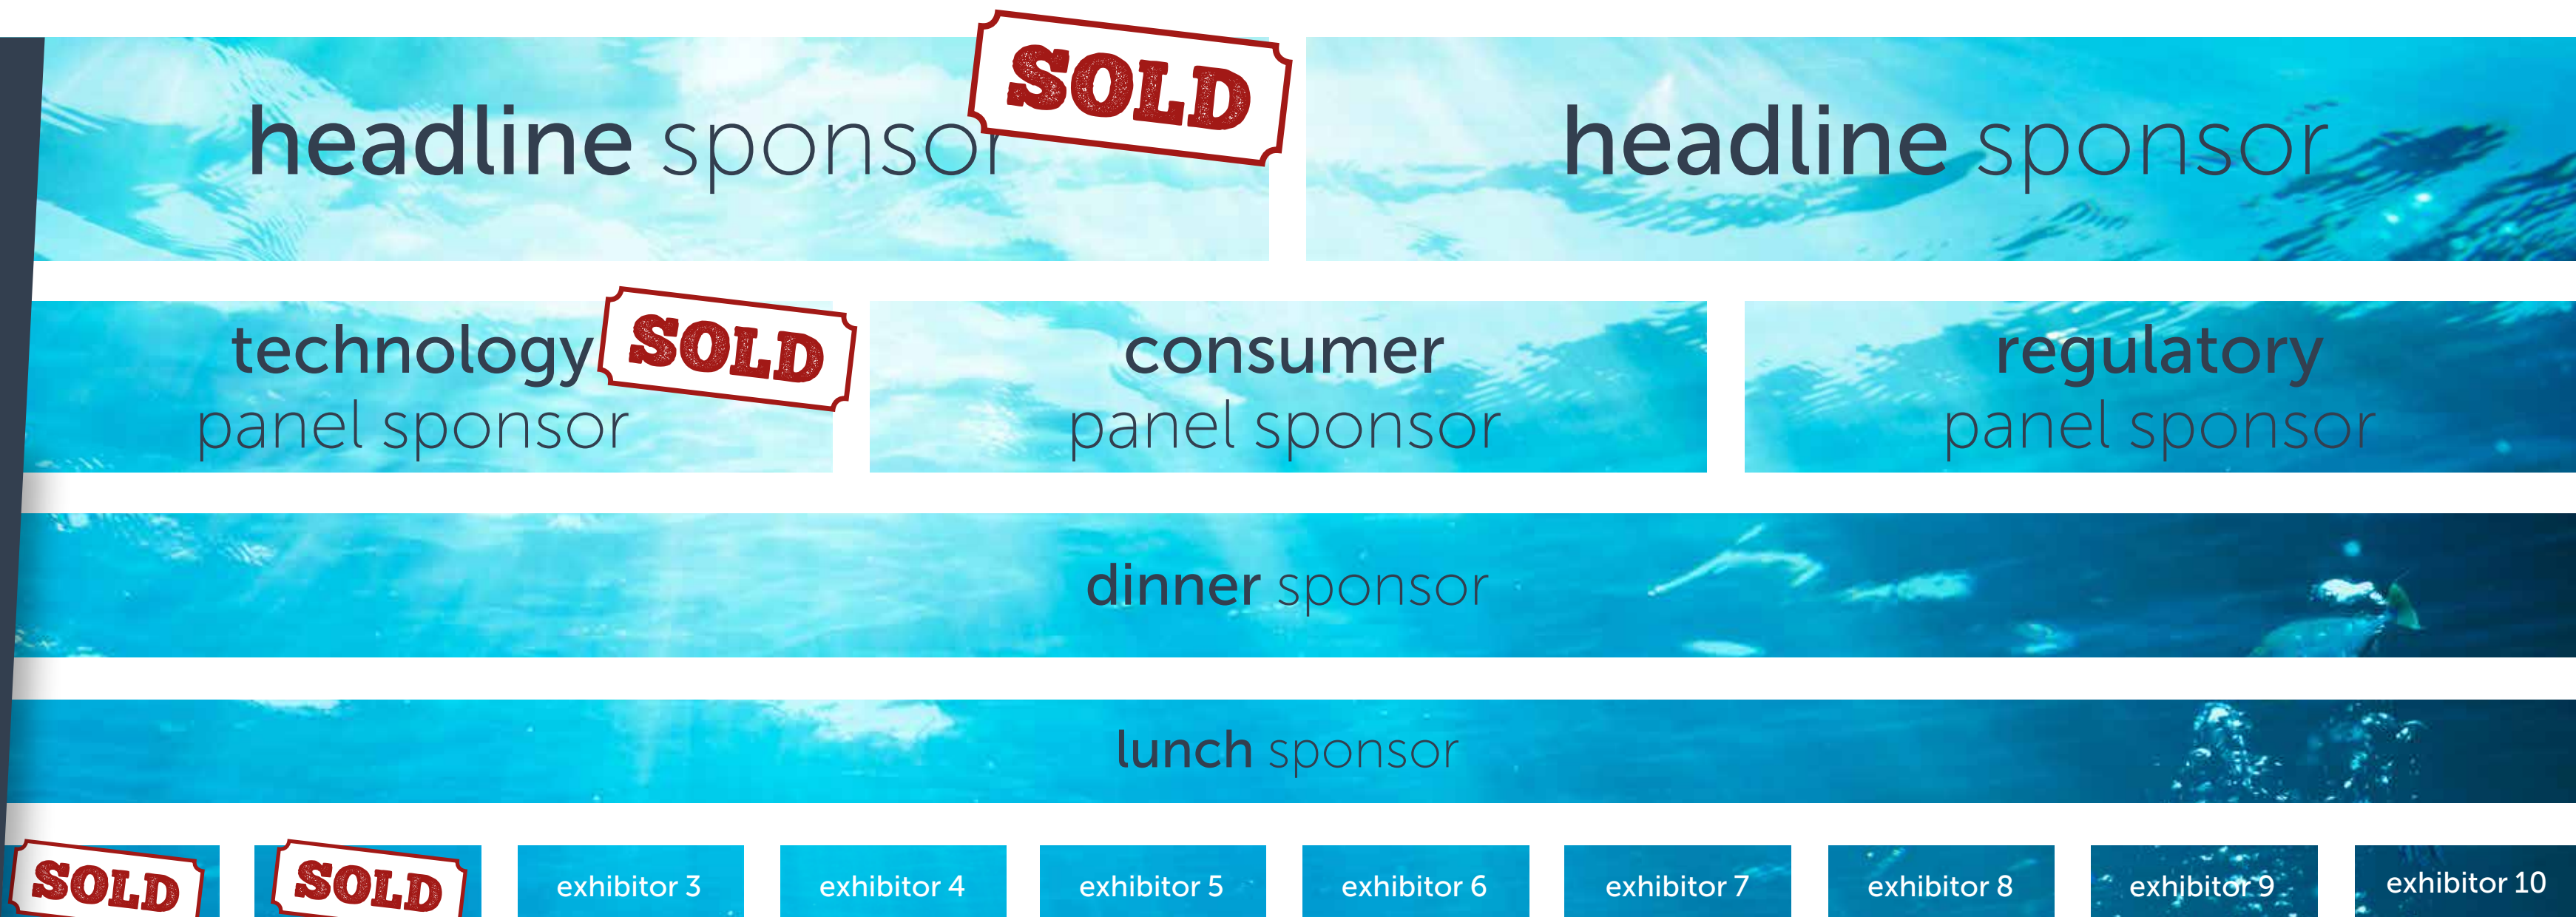 headline sponsor
SOLD
headline sponsor
technology
panel sponsor
SOLD
consumer
panel sponsor
regulatory
panel sponsor
dinner sponsor
lunch sponsor
SOLD
SOLD
exhibitor 3
exhibitor 4
exhibitor 5
exhibitor 6
exhibitor 7
exhibitor 8
exhibitor 9
exhibitor 10